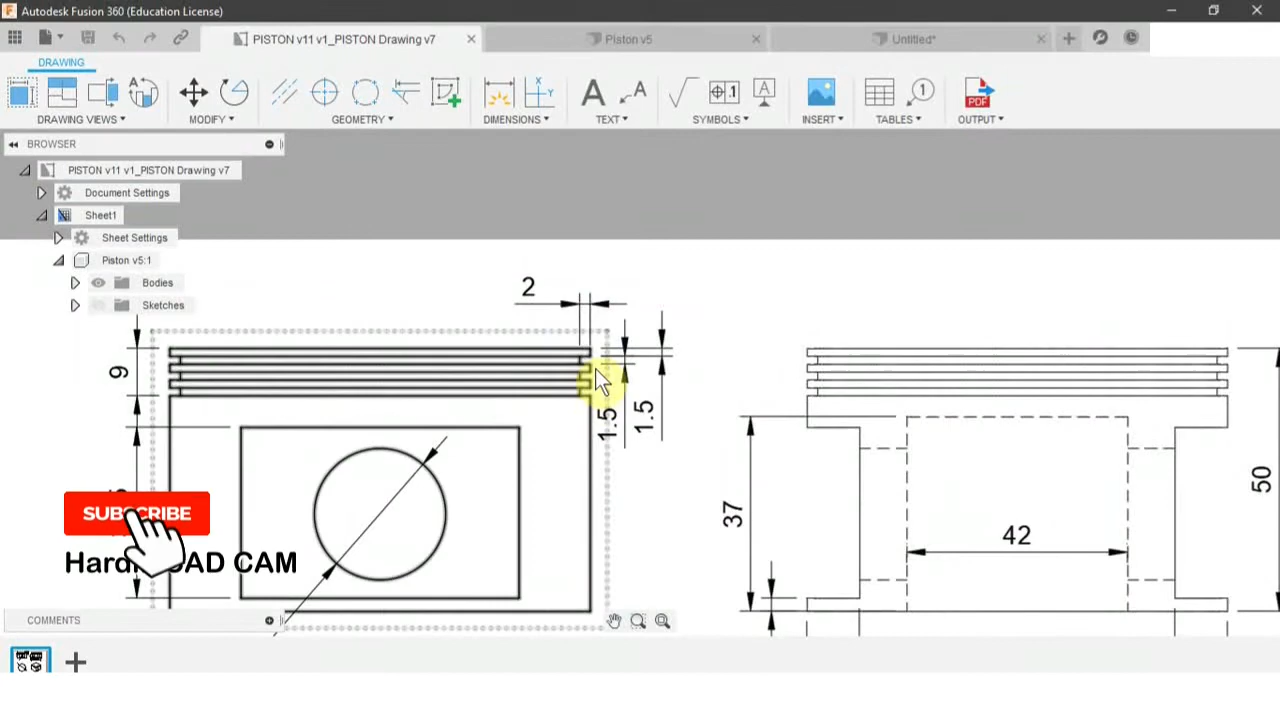 Autodesk Fusion 360 (Education License)
PISTON v11 v1_PISTON Drawing v7
Piston v5
Untitled*
DRAWING
DRAWING VIEWS
MODIFY
GEOMETRY
DIMENSIONS
TEXT
SYMBOLS
INSERT
TABLES
OUTPUT
PDF
BROWSER
PISTON v11 v1_PISTON Drawing v7
Document Settings
Sheet1
Sheet Settings
Piston v5:1
Bodies
Sketches
2
9
1.5
1.5
37
42
50
SUBSCRIBE
CAD CAM
COMMENTS